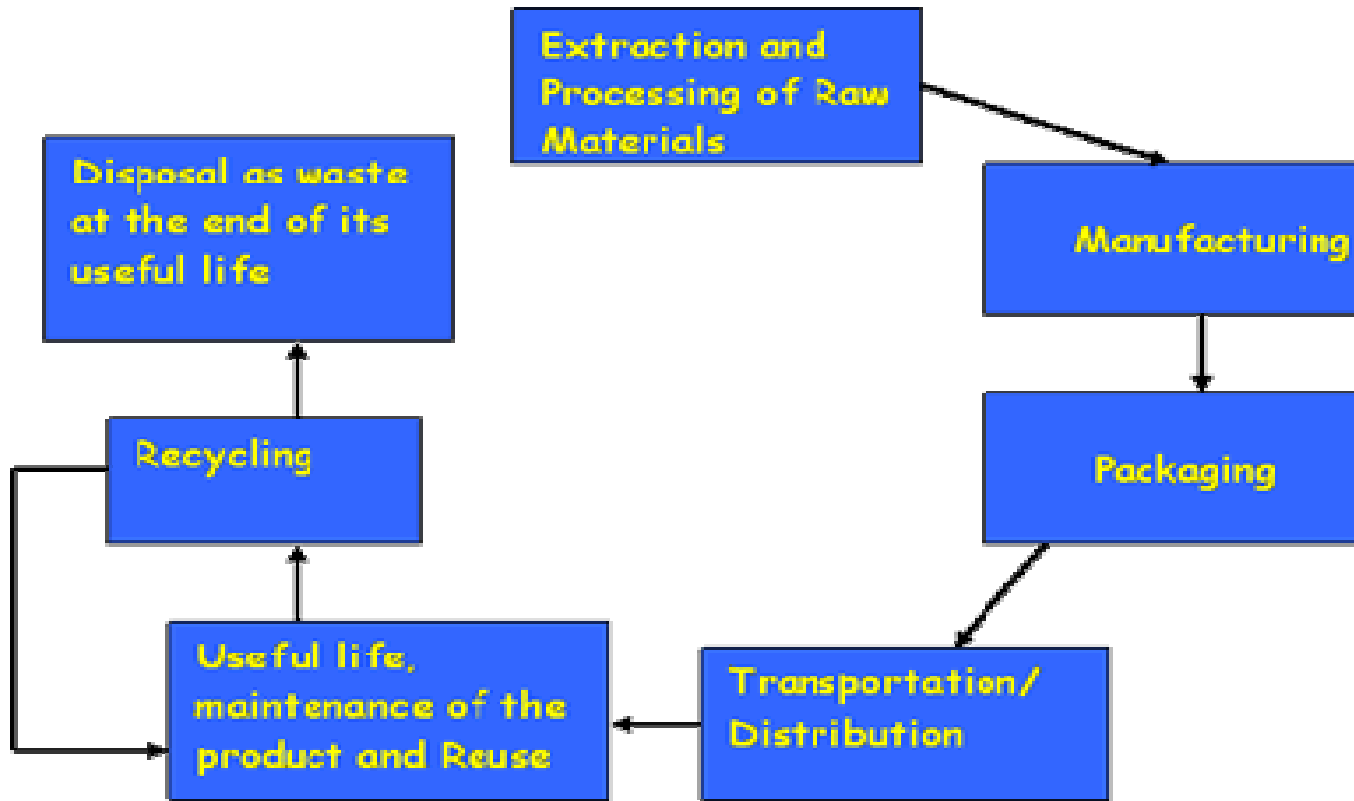 Extraction and
Processing of Raw
Materials
Manufacturing
Packaging
Transportation/
Distribution
Useful life,
maintenance of the
product and Reuse
Recycling
Disposal as waste
at the end of its
useful life